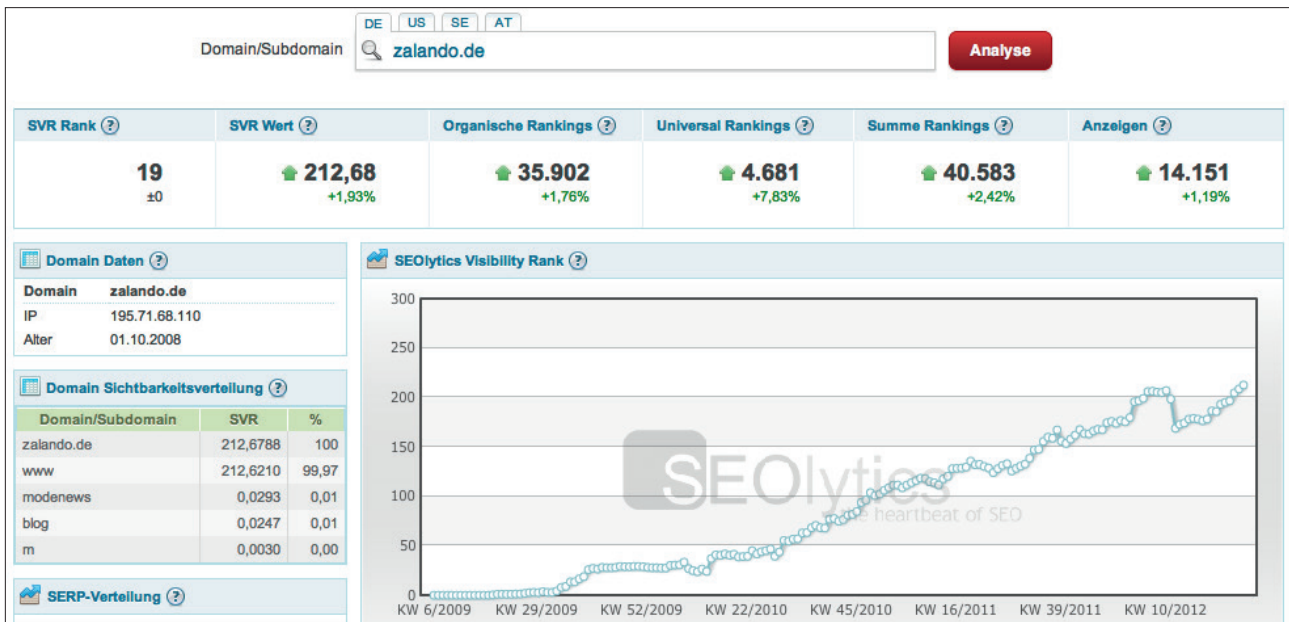 DE US SE AT
Domain/Subdomain zalando.de Analyse
SVR Rank ? SVR Wert ? Organische Rankings ? Universal Rankings ? Summe Rankings ? Anzeigen ?
19 212,68 35.902 4.681 40.583 14.151
±0 +1,93% +1,76% +7,83% +2,42% +1,19%
Domain Daten ?
Domain zalando.de
IP 195.71.68.110
Alter 01.10.2008
Domain Sichtbarkeitsverteilung ?
Domain/Subdomain SVR %
zalando.de 212,6788 100
www 212,6210 99,97
modenews 0,0293 0,01
blog 0,0247 0,01
m 0,0030 0,00
SERP-Verteilung ?
SEOlytics Visibility Rank ?
300
250
200
150
100
50
0
SEOlytics
the heartbeat of SEO
KW 6/2009 KW 29/2009 KW 52/2009 KW 22/2010 KW 45/2010 KW 16/2011 KW 39/2011 KW 10/2012